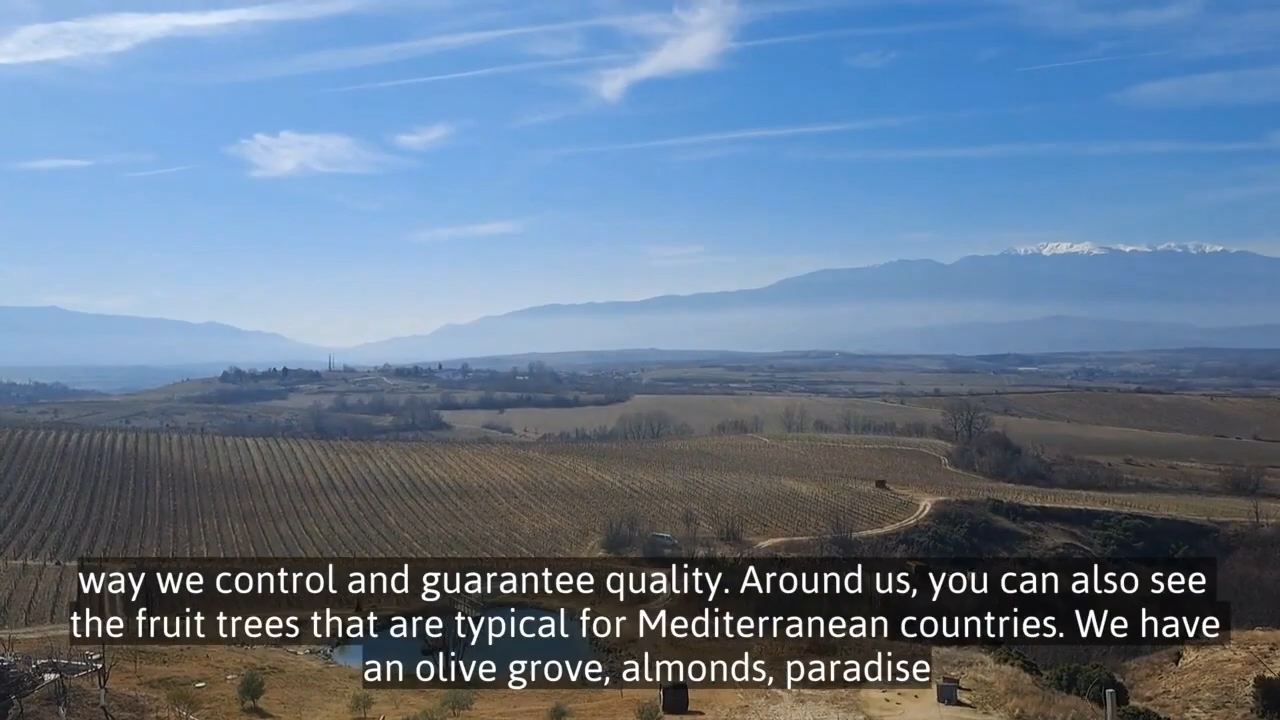 way we control and guarantee quality. Around us, you can also see
the fruit trees that are typical for Mediterranean countries. We have
an olive grove, almonds, paradise